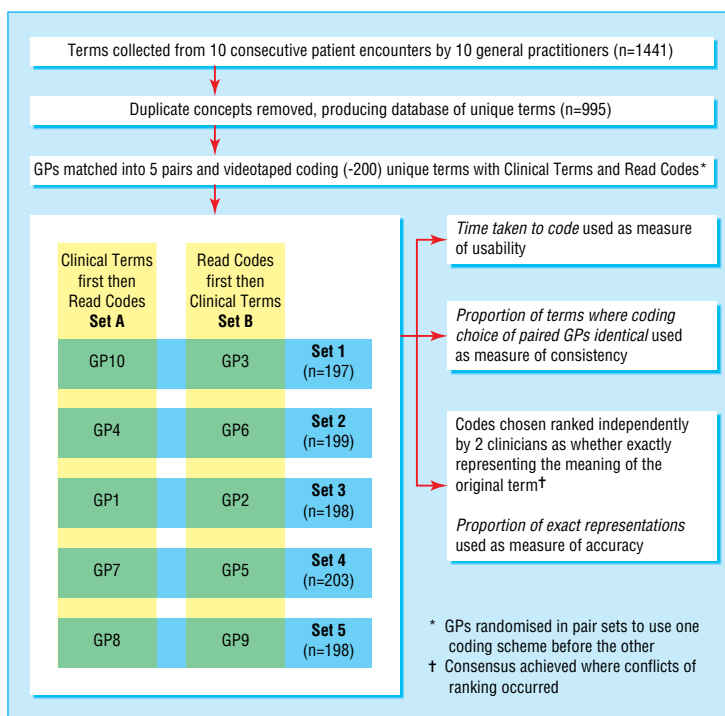 Terms collected from 10 consecutive patient encounters by 10 general practitioners (n=1441)
Duplicate concepts removed, producing database of unique terms (n=995)
GPs matched into 5 pairs and videotaped coding (-200) unique terms with Clinical Terms and Read Codes*
Clinical Terms
first then
Read Codes
Set A
Read Codes
first then
Clinical Terms
Set B
GP10
GP3
Set 1
(n=197)
GP4
GP6
Set 2
(n=199)
GP1
GP2
Set 3
(n=198)
GP7
GP5
Set 4
(n=203)
GP8
GP9
Set 5
(n=198)
Time taken to code used as measure
of usability
Proportion of terms where coding
choice of paired GPs identical used
as measure of consistency
Codes chosen ranked independently
by 2 clinicians as whether exactly
representing the meaning of the
original term†
Proportion of exact representations
used as measure of accuracy
* GPs randomised in pair sets to use one
coding scheme before the other
† Consensus achieved where conflicts of
ranking occurred